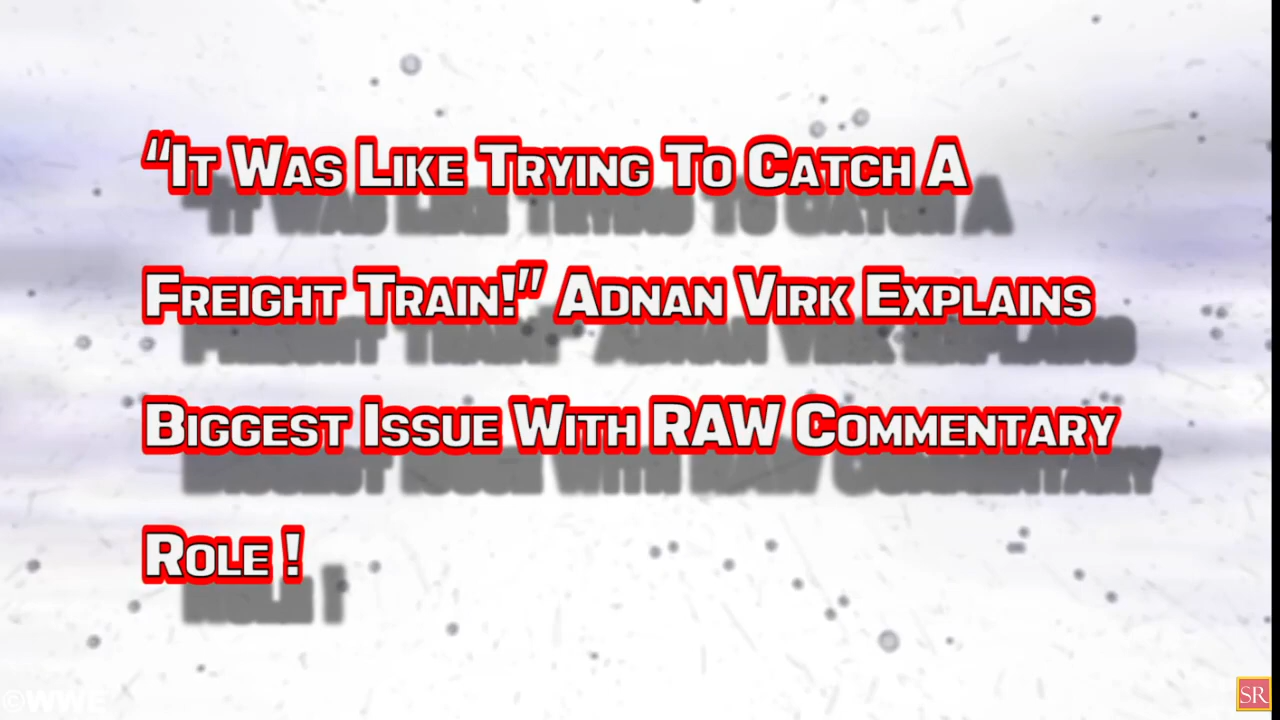 “It Was Like Trying To Catch A
Freight Train!” Adnan Virk Explains
Biggest Issue With RAW Commentary
Role !
©WWE
SR